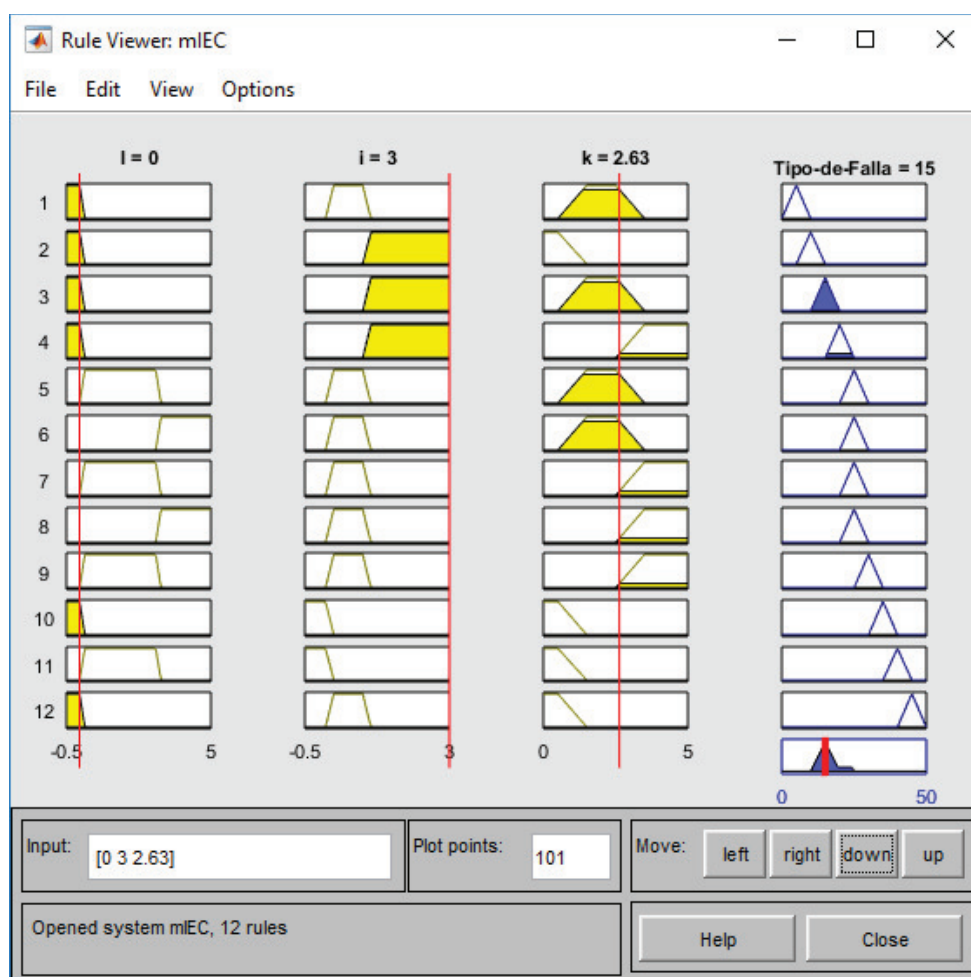 Rule Viewer: mIEC
File Edit View Options
l = 0 i = 3 k = 2.63 Tipo-de-Falla = 15
1
2
3
4
5
6
7
8
9
10
11
12
-0.5 5 -0.5 3 0 5
0 50
Input: [0 3 2.63] Plot points: 101 Move: left right down up
Opened system mIEC, 12 rules Help Close